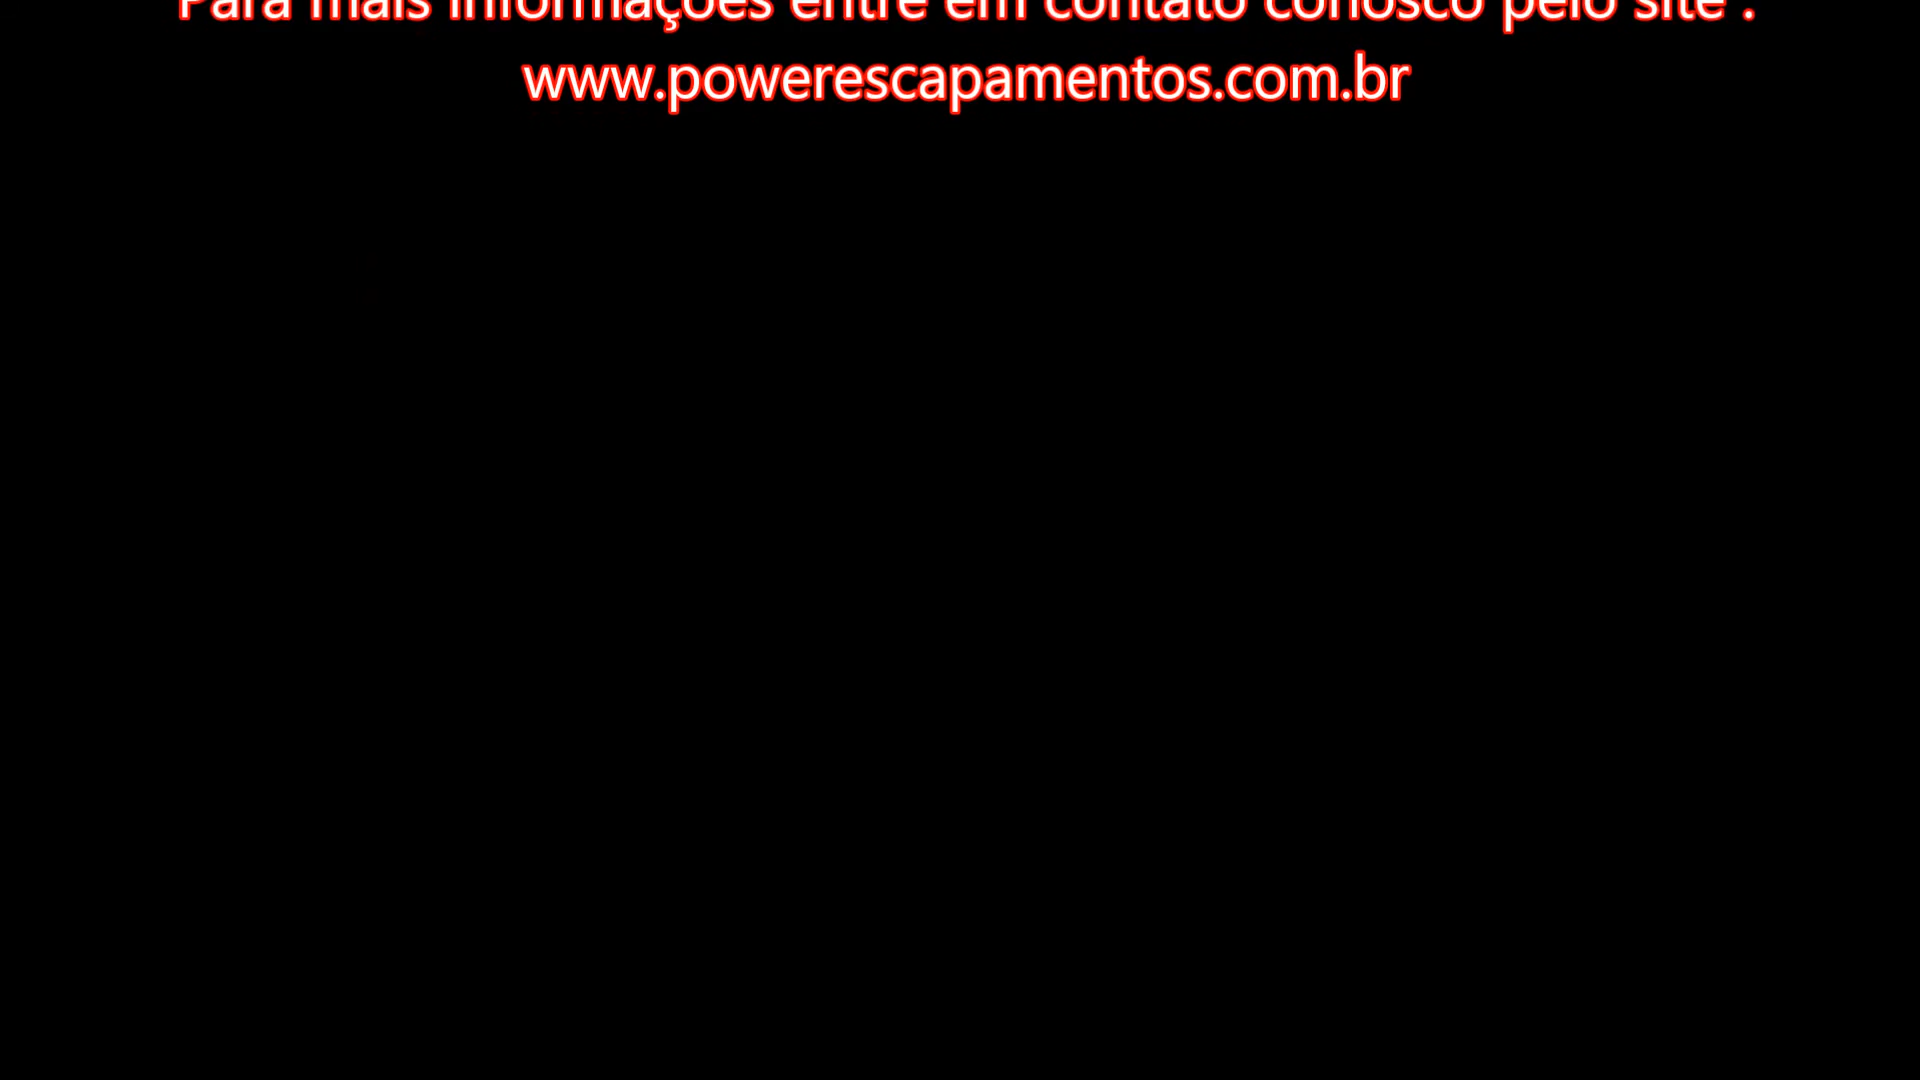 Para mais informações entre em contato conosco pelo site .
www.powerescapamentos.com.br